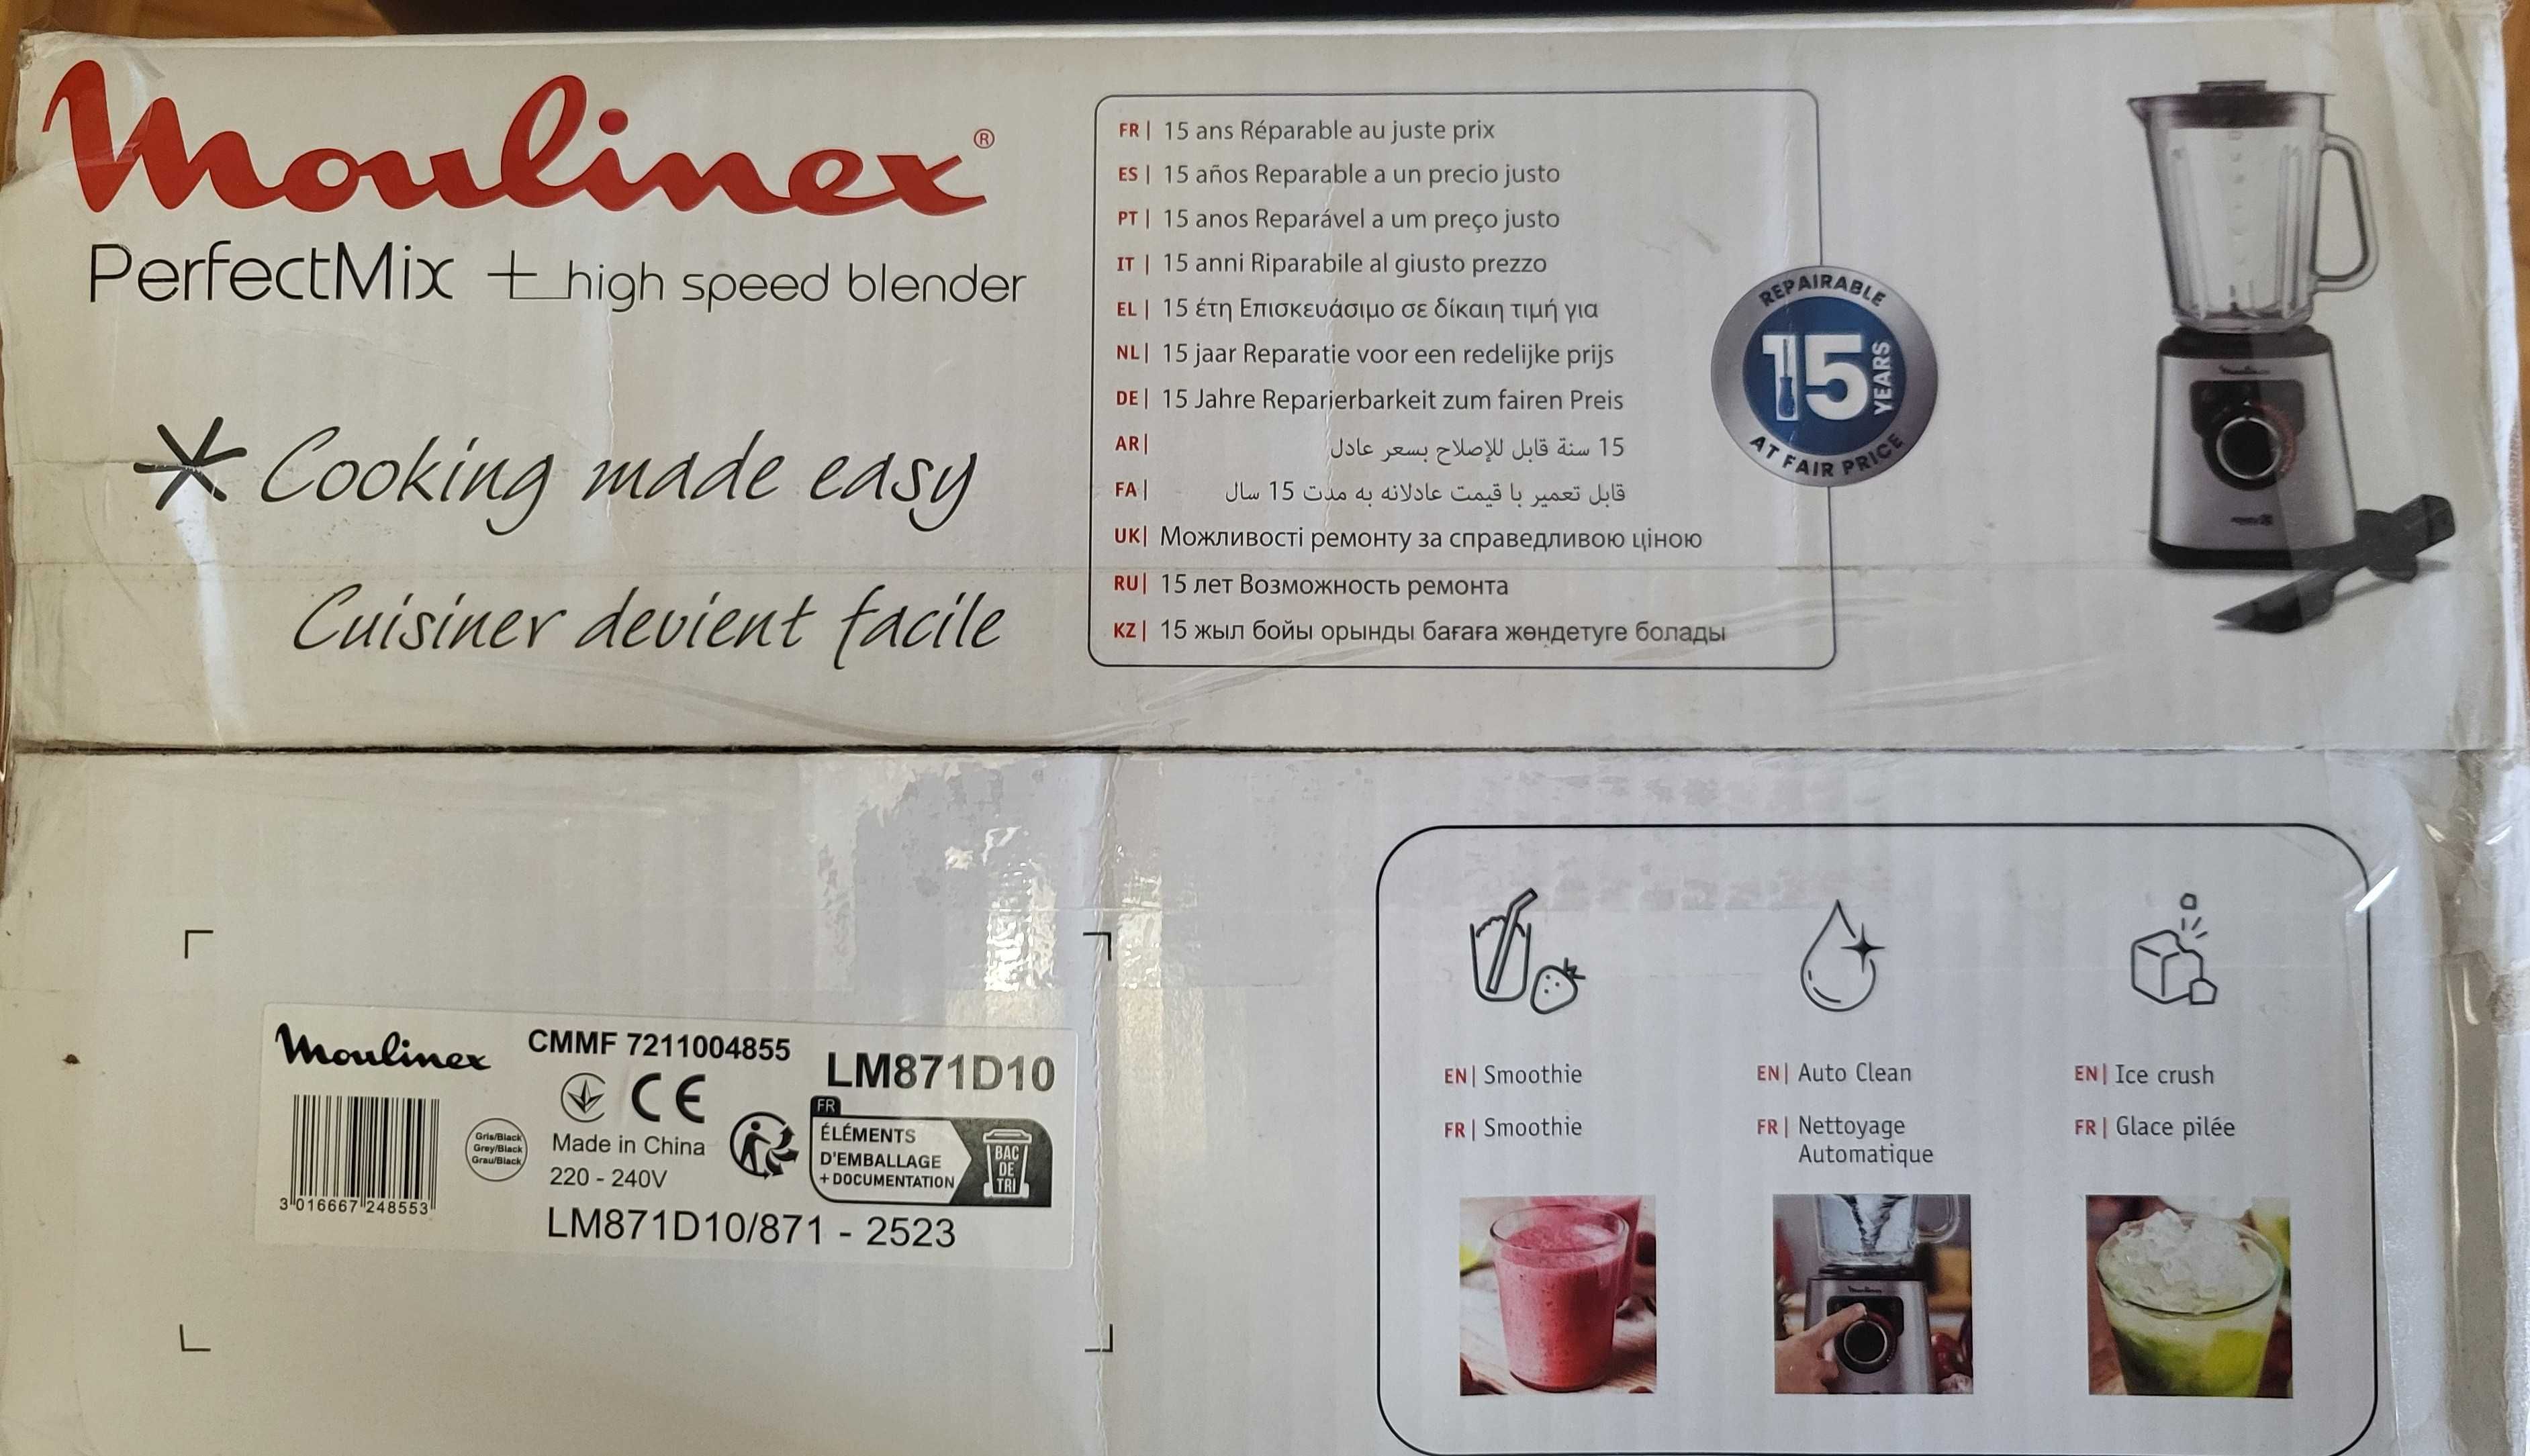 Moulinex®
PerfectMix + high speed blender
* Cooking made easy
Cuisiner devient facile
FR | 15 ans Réparable au juste prix
ES | 15 años Reparable a un precio justo
PT | 15 anos Reparável a um preço justo
IT | 15 anni Riparabile al giusto prezzo
EL | 15 έτη Επισκευάσιμο σε δίκαιη τιμή για
NL | 15 jaar Reparatie voor een redelijke prijs
DE | 15 Jahre Reparierbarkeit zum fairen Preis
AR | 15 سنة قابل للإصلاح بسعر عادل
FA | قابل تعمیر با قیمت عادلانه به مدت 15 سال
UK | Можливості ремонту за справедливою ціною
RU | 15 лет Возможность ремонта
KZ | 15 жыл бойы орынды бағаға жөндетуге болады
REPAIRABLE
15 YEARS
AT FAIR PRICE
Moulinex
Moulinex
CMMF 7211004855
LM871D10
CE
Gris/Black
Grey/Black
Grau/Black
Made in China
220 - 240V
FR
ÉLÉMENTS
D'EMBALLAGE
+ DOCUMENTATION
BAC
DE
TRI
3 016667 248553
LM871D10/871 - 2523
EN | Smoothie
FR | Smoothie
EN | Auto Clean
FR | Nettoyage
Automatique
EN | Ice crush
FR | Glace pilée